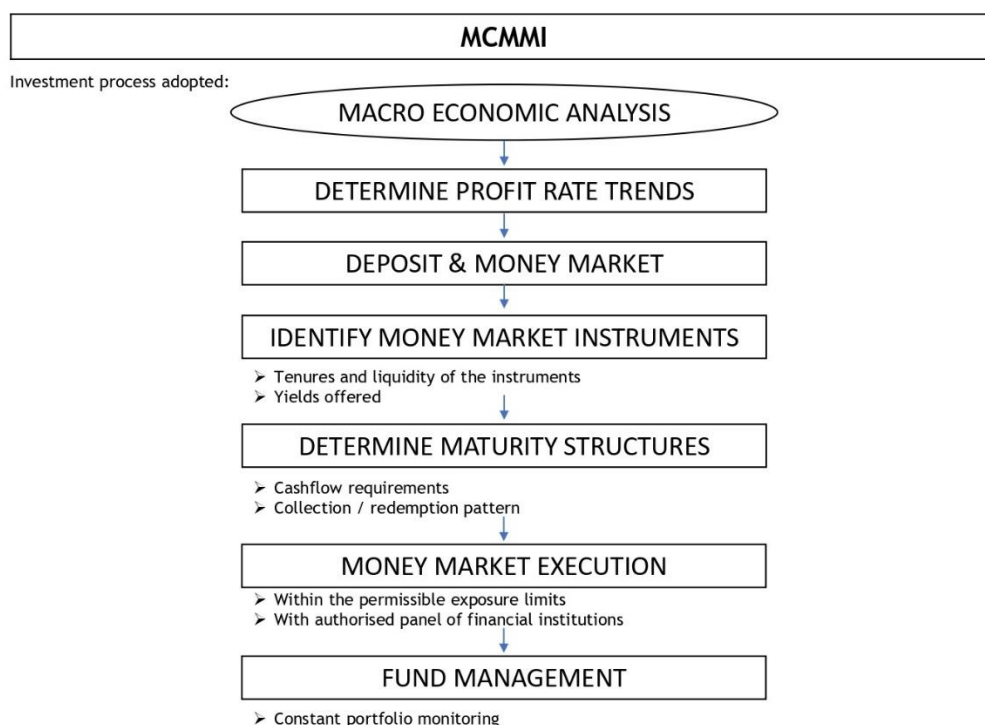 MCMMI
Investment process adopted:
MACRO ECONOMIC ANALYSIS
DETERMINE PROFIT RATE TRENDS
DEPOSIT & MONEY MARKET
IDENTIFY MONEY MARKET INSTRUMENTS
➢ Tenures and liquidity of the instruments
➢ Yields offered
DETERMINE MATURITY STRUCTURES
➢ Cashflow requirements
➢ Collection / redemption pattern
MONEY MARKET EXECUTION
➢ Within the permissible exposure limits
➢ With authorised panel of financial institutions
FUND MANAGEMENT
➢ Constant portfolio monitoring